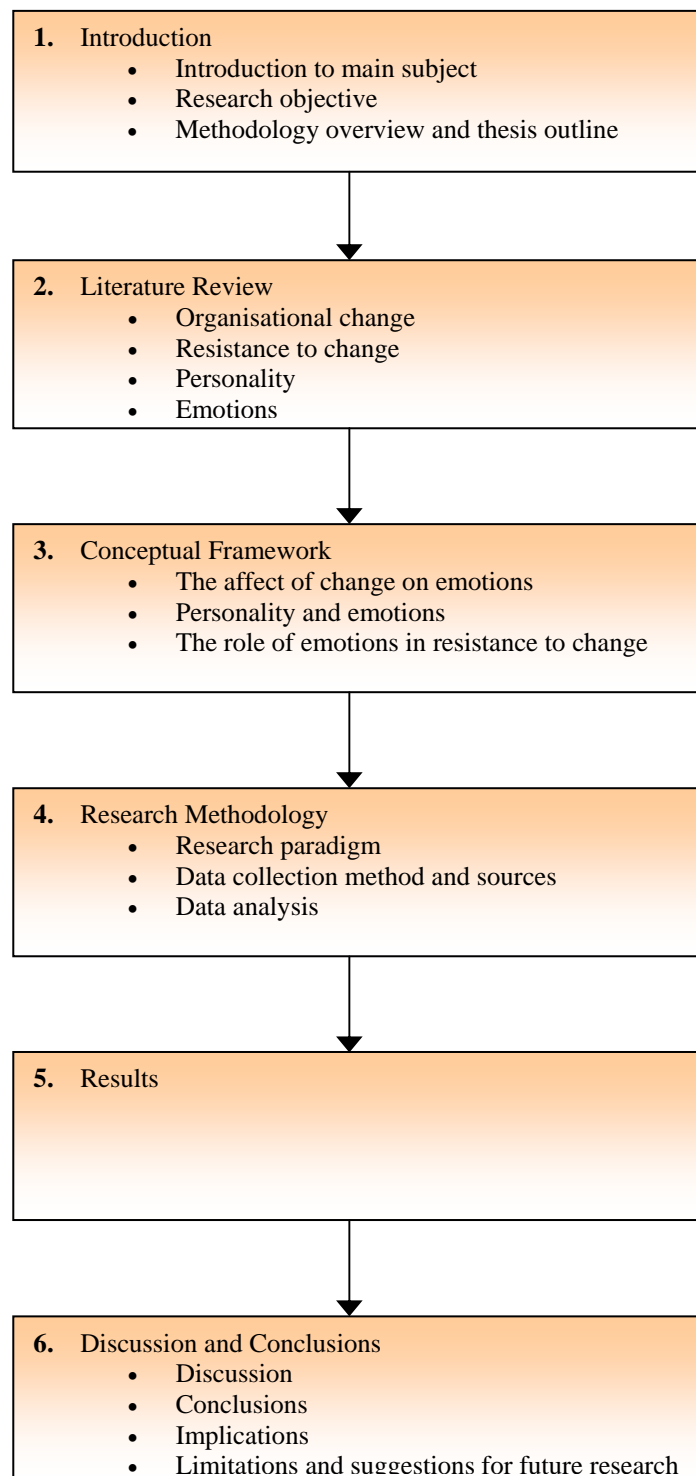 1. Introduction
• Introduction to main subject
• Research objective
• Methodology overview and thesis outline
2. Literature Review
• Organisational change
• Resistance to change
• Personality
• Emotions
3. Conceptual Framework
• The affect of change on emotions
• Personality and emotions
• The role of emotions in resistance to change
4. Research Methodology
• Research paradigm
• Data collection method and sources
• Data analysis
5. Results
6. Discussion and Conclusions
• Discussion
• Conclusions
• Implications
• Limitations and suggestions for future research